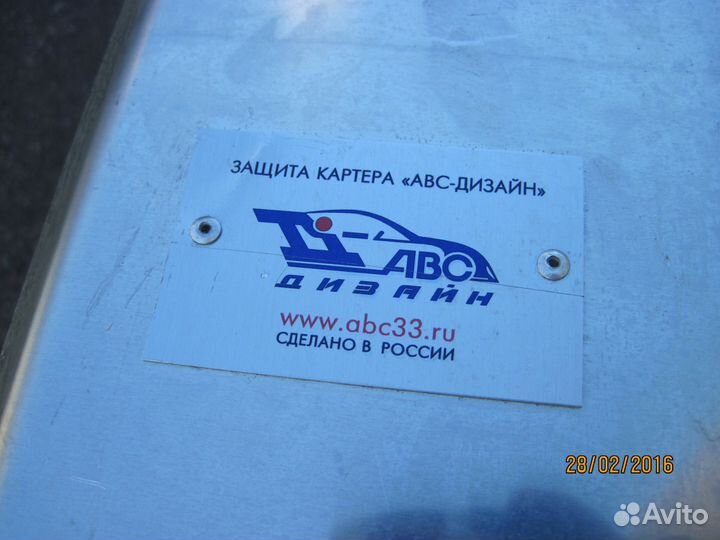 ЗАЩИТА КАРТЕРА «АВС-ДИЗАЙН»
АВС
ДИЗАЙН
www.abc33.ru
СДЕЛАНО В РОССИИ
28/02/2016
Avito